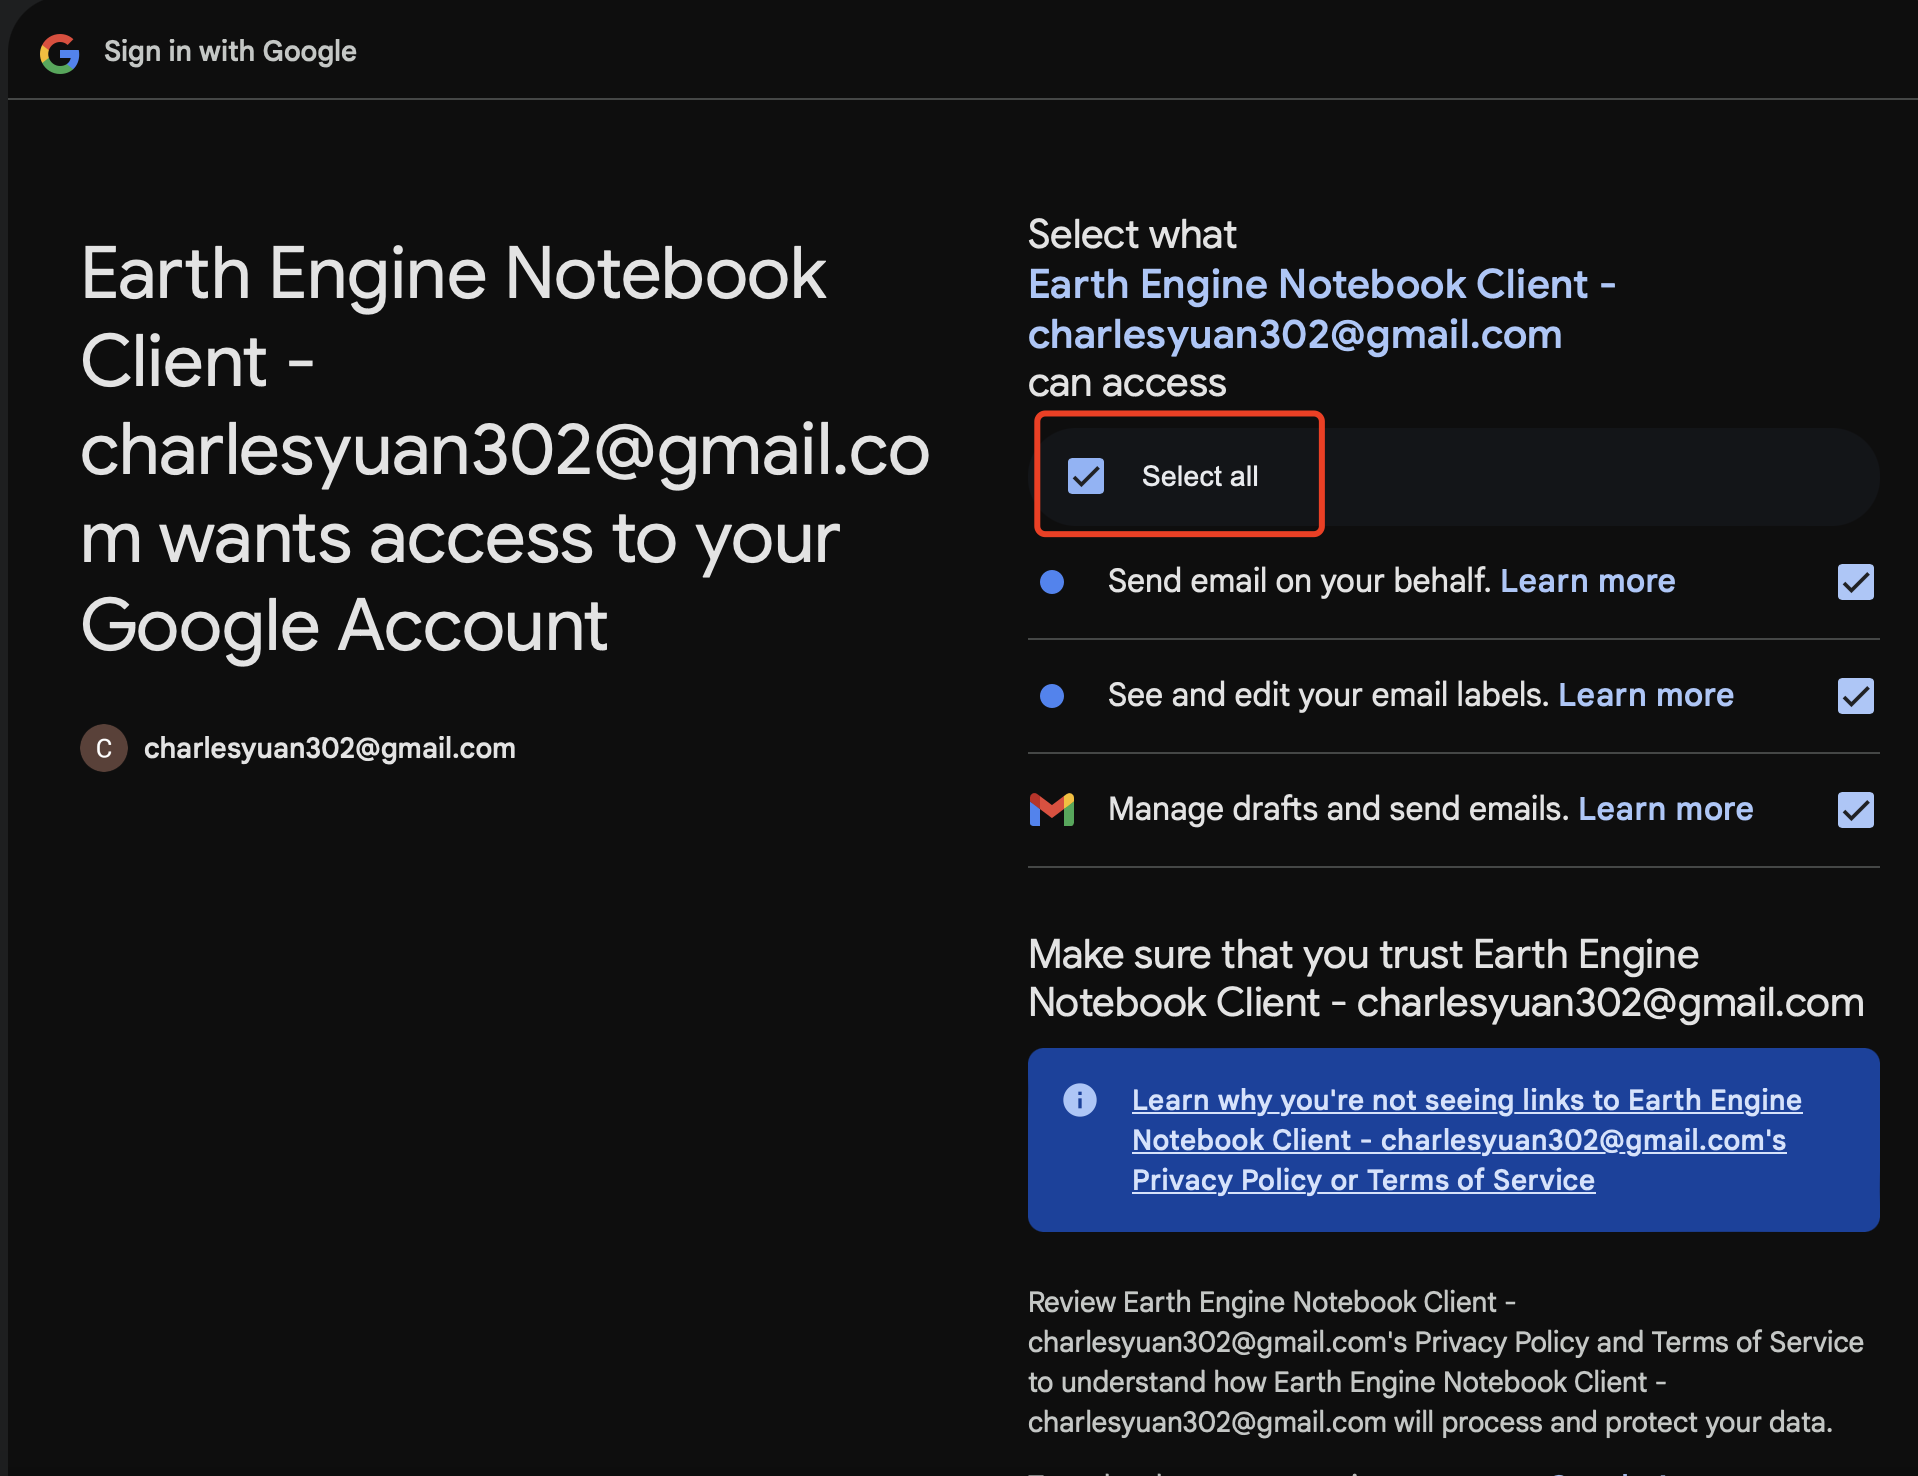 Sign in with Google
Earth Engine Notebook
Client -
charlesyuan302@gmail.co
m wants access to your
Google Account
C charlesyuan302@gmail.com
Select what
Earth Engine Notebook Client -
charlesyuan302@gmail.com
can access
Select all
Send email on your behalf. Learn more
See and edit your email labels. Learn more
Manage drafts and send emails. Learn more
Make sure that you trust Earth Engine
Notebook Client - charlesyuan302@gmail.com
Learn why you're not seeing links to Earth Engine
Notebook Client - charlesyuan302@gmail.com's
Privacy Policy or Terms of Service
Review Earth Engine Notebook Client -
charlesyuan302@gmail.com's Privacy Policy and Terms of Service
to understand how Earth Engine Notebook Client -
charlesyuan302@gmail.com will process and protect your data.